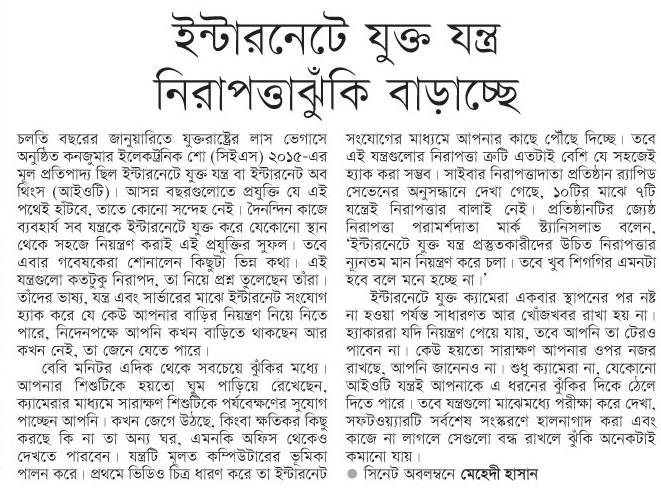 ইন্টারনেটে যুক্ত যন্ত্র
নিরাপত্তাঝুঁকি বাড়াচ্ছে
চলতি বছরের জানুয়ারিতে যুক্তরাষ্ট্রের লাস ভেগাসে
অনুষ্ঠিত কনজুমার ইলেকট্রনিক শো (সিইএস) ২০১৫-এর
মূল প্রতিপাদ্য ছিল ইন্টারনেটে যুক্ত যন্ত্র বা ইন্টারনেট অব
থিংস (আইওটি)। আসন্ন বছরগুলোতে প্রযুক্তি যে এই
পথেই হাঁটবে, তাতে কোনো সন্দেহ নেই। দৈনন্দিন কাজে
ব্যবহার্য সব যন্ত্রকে ইন্টারনেটে যুক্ত করে যেকোনো স্থান
থেকে সহজে নিয়ন্ত্রণ করাই এই প্রযুক্তির সুফল। তবে
এবার গবেষকেরা শোনালেন কিছুটা ভিন্ন কথা। এই
যন্ত্রগুলো কতটুকু নিরাপদ, তা নিয়ে প্রশ্ন তুলেছেন তাঁরা।
তাঁদের ভাষ্য, যন্ত্র এবং সার্ভারের মাঝে ইন্টারনেট সংযোগ
হ্যাক করে যে কেউ আপনার বাড়ির নিয়ন্ত্রণ নিয়ে নিতে
পারে, নিদেনপক্ষে আপনি কখন বাড়িতে থাকছেন আর
কখন নেই, তা জেনে যেতে পারে।
বেবি মনিটর এদিক থেকে সবচেয়ে ঝুঁকির মধ্যে।
আপনার শিশুটিকে হয়তো ঘুম পাড়িয়ে রেখেছেন,
ক্যামেরার মাধ্যমে সারাক্ষণ শিশুটিকে পর্যবেক্ষণের সুযোগ
পাচ্ছেন আপনি। কখন জেগে উঠছে, কিংবা ক্ষতিকর কিছু
করছে কি না তা অন্য ঘর, এমনকি অফিস থেকেও
দেখতে পারবেন। যন্ত্রটি মূলত কম্পিউটারের ভূমিকা
পালন করে। প্রথমে ভিডিও চিত্র ধারণ করে তা ইন্টারনেট
সংযোগের মাধ্যমে আপনার কাছে পৌঁছে দিচ্ছে। তবে
এই যন্ত্রগুলোর নিরাপত্তা ত্রুটি এতটাই বেশি যে সহজেই
হ্যাক করা সম্ভব। সাইবার নিরাপত্তাদাতা প্রতিষ্ঠান র‍্যাপিড
সেভেনের অনুসন্ধানে দেখা গেছে, ১০টির মাঝে ৭টি
যন্ত্রেই নিরাপত্তার বালাই নেই। প্রতিষ্ঠানটির জ্যেষ্ঠ
নিরাপত্তা পরামর্শদাতা মার্ক স্ট্যানিসলাভ বলেন,
'ইন্টারনেটে যুক্ত যন্ত্র প্রস্তুতকারীদের উচিত নিরাপত্তার
ন্যূনতম মান নিয়ন্ত্রণ করে চলা। তবে খুব শিগগির এমনটা
হবে বলে মনে হচ্ছে না।'
ইন্টারনেটে যুক্ত ক্যামেরা একবার স্থাপনের পর নষ্ট
না হওয়া পর্যন্ত সাধারণত আর খোঁজখবর রাখা হয় না।
হ্যাকাররা যদি নিয়ন্ত্রণ পেয়ে যায়, তবে আপনি তা টেরও
পাবেন না। কেউ হয়তো সারাক্ষণ আপনার ওপর নজর
রাখছে, আপনি জানেনও না। শুধু ক্যামেরা না, যেকোনো
আইওটি যন্ত্রই আপনাকে এ ধরনের ঝুঁকির দিকে ঠেলে
দিতে পারে। তবে যন্ত্রগুলো মাঝেমধ্যে পরীক্ষা করে দেখা,
সফটওয়্যারটি সর্বশেষ সংস্করণে হালনাগাদ করা এবং
কাজে না লাগলে সেগুলো বন্ধ রাখলে ঝুঁকি অনেকটাই
কমানো যায়।
● সিনেট অবলম্বনে মেহেদী হাসান